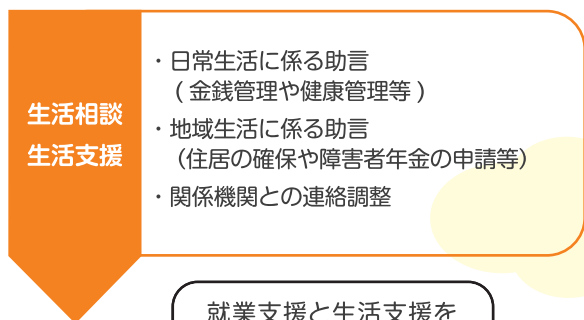 生活相談
生活支援
・日常生活に係る助言
(金銭管理や健康管理等)
・地域生活に係る助言
(住居の確保や障害者年金の申請等)
・関係機関との連絡調整
就業支援と生活支援を